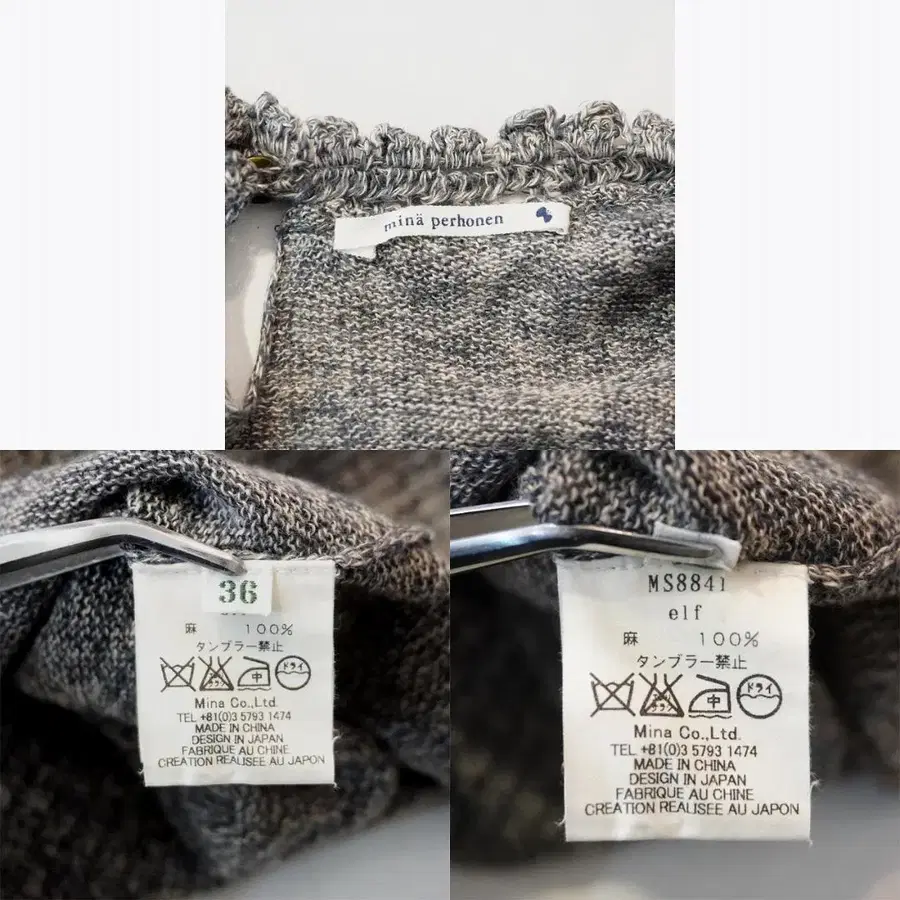 minä perhonen
36
麻 100%
タンブラー禁止
中
ドライ
Mina Co.,Ltd.
TEL +81(0)3 5793 1474
MADE IN CHINA
DESIGN IN JAPAN
FABRIQUE AU CHINE
CREATION REALISEE AU JAPON
MS8841
elf
麻 100%
タンブラー禁止
中
ドライ
Mina Co.,Ltd.
TEL +81(0)3 5793 1474
MADE IN CHINA
DESIGN IN JAPAN
FABRIQUE AU CHINE
CREATION REALISEE AU JAPON